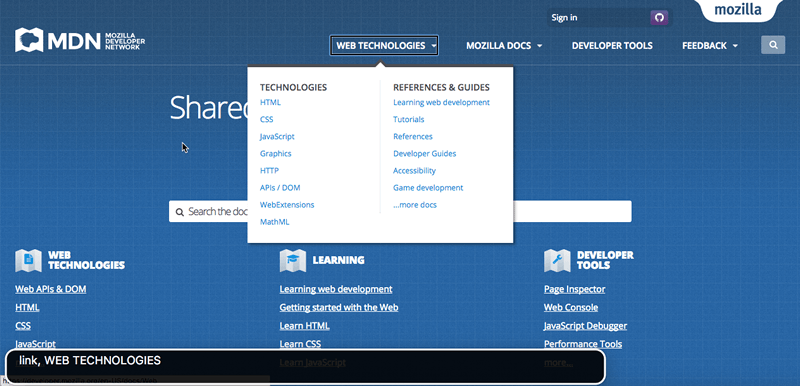 Sign in
mozilla
MDN MOZILLA DEVELOPER NETWORK
WEB TECHNOLOGIES
MOZILLA DOCS
DEVELOPER TOOLS
FEEDBACK
TECHNOLOGIES
HTML
CSS
JavaScript
Graphics
HTTP
APIs / DOM
WebExtensions
MathML
REFERENCES & GUIDES
Learning web development
Tutorials
References
Developer Guides
Accessibility
Game development
...more docs
Shared
Search the doc
WEB
TECHNOLOGIES
Web APIs & DOM
HTML
CSS
JavaScript
LEARNING
Learning web development
Getting started with the Web
Learn HTML
Learn CSS
Learn JavaScript
DEVELOPER
TOOLS
Page Inspector
Web Console
JavaScript Debugger
Performance Tools
more...
link, WEB TECHNOLOGIES